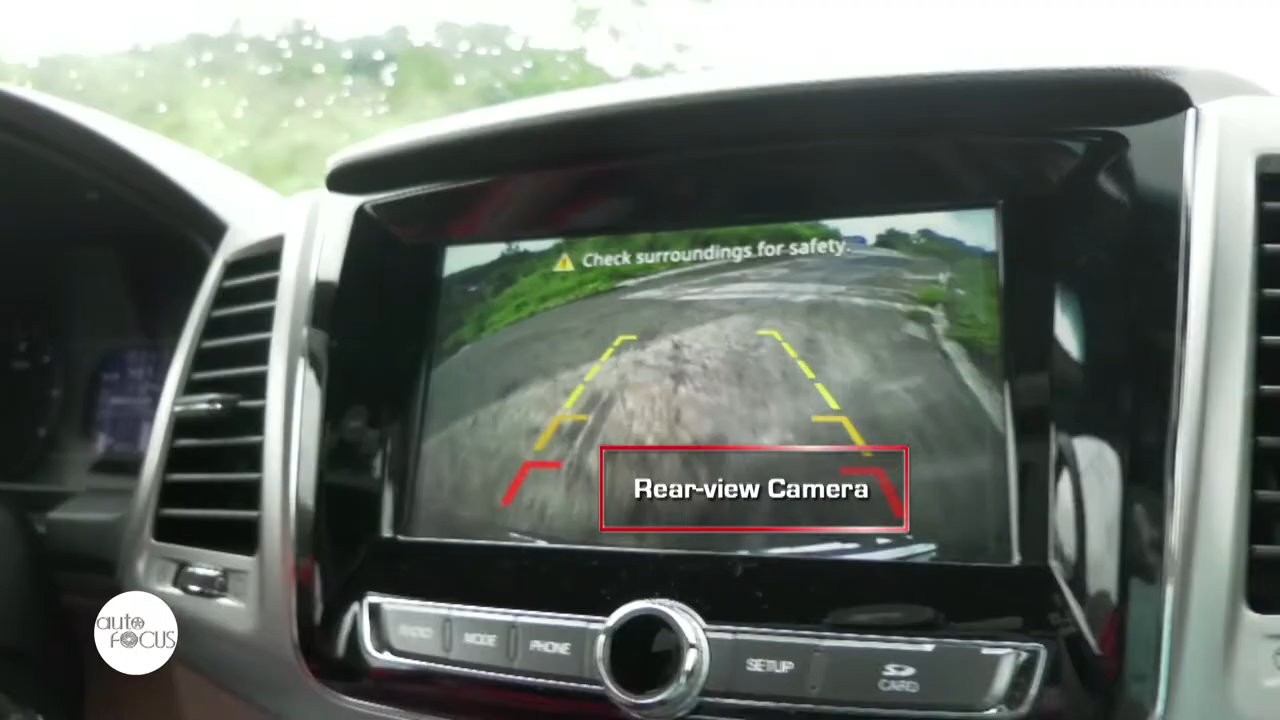 Check surroundings for safety.
Rear-view Camera
RADIO
MODE
PHONE
SETUP
SD
CARD
auto
FOCUS